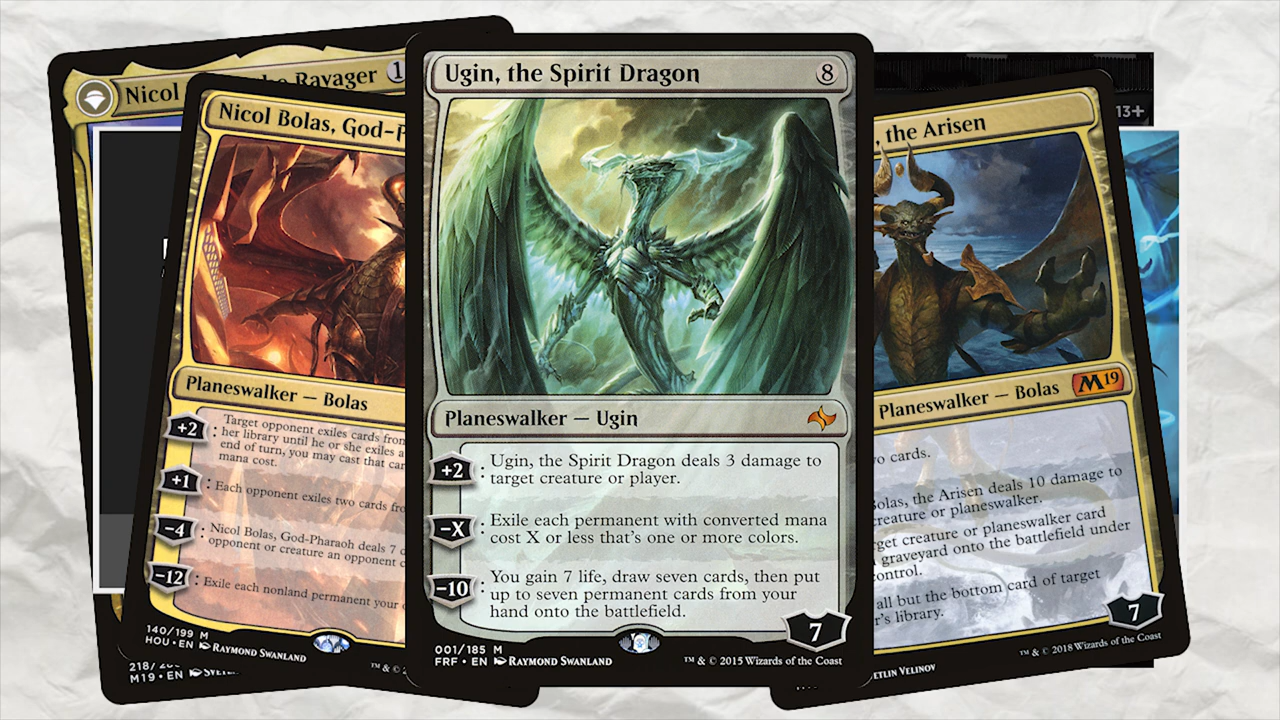 Nicol
Ravager 1
Nicol Bolas, God-P
Planeswalker — Bolas
+2 : Target opponent exiles cards from
her library until he or she exiles a
end of turn, you may cast that car
mana cost.
+1 : Each opponent exiles two cards fro
−4 : Nicol Bolas, God-Pharaoh deals 7 d
opponent or creature an opponent c
−12 : Exile each nonland permanent your
140/199 M
HOU • EN RAYMOND SWANLAND
™ & © 2
218/28
M19 • EN SVETL
Ugin, the Spirit Dragon 8
Planeswalker — Ugin
+2 : Ugin, the Spirit Dragon deals 3 damage to
target creature or player.
−X : Exile each permanent with converted mana
cost X or less that's one or more colors.
−10 : You gain 7 life, draw seven cards, then put
up to seven permanent cards from your
hand onto the battlefield.
7
001/185 M
FRF • EN RAYMOND SWANLAND
™ & © 2015 Wizards of the Coast
13+
, the Arisen
Planeswalker — Bolas M19
o cards.
olas, the Arisen deals 10 damage to
creature or planeswalker.
get creature or planeswalker card
graveyard onto the battlefield under
control.
all but the bottom card of target
r's library.
7
™ & © 2018 Wizards of the Coast
ETLIN VELINOV